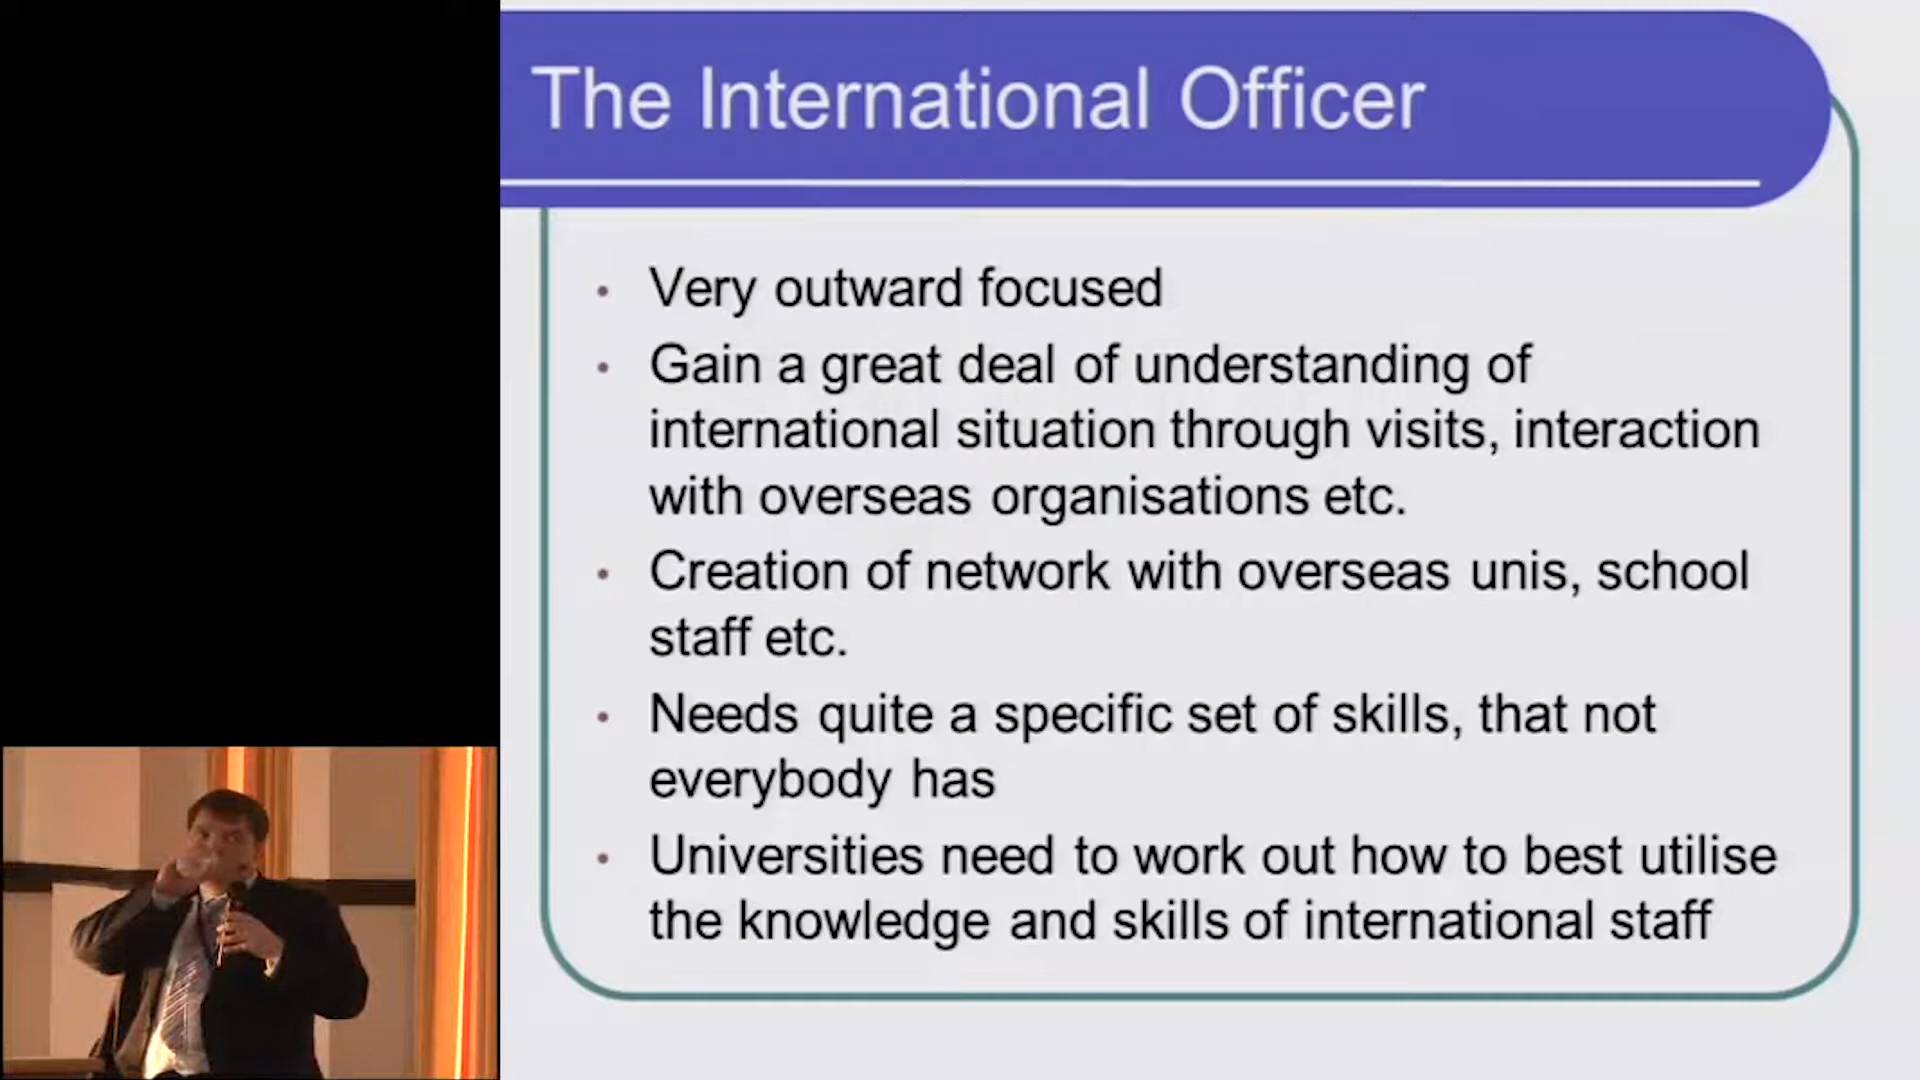 The International Officer
• Very outward focused
• Gain a great deal of understanding of
international situation through visits, interaction
with overseas organisations etc.
• Creation of network with overseas unis, school
staff etc.
• Needs quite a specific set of skills, that not
everybody has
• Universities need to work out how to best utilise
the knowledge and skills of international staff